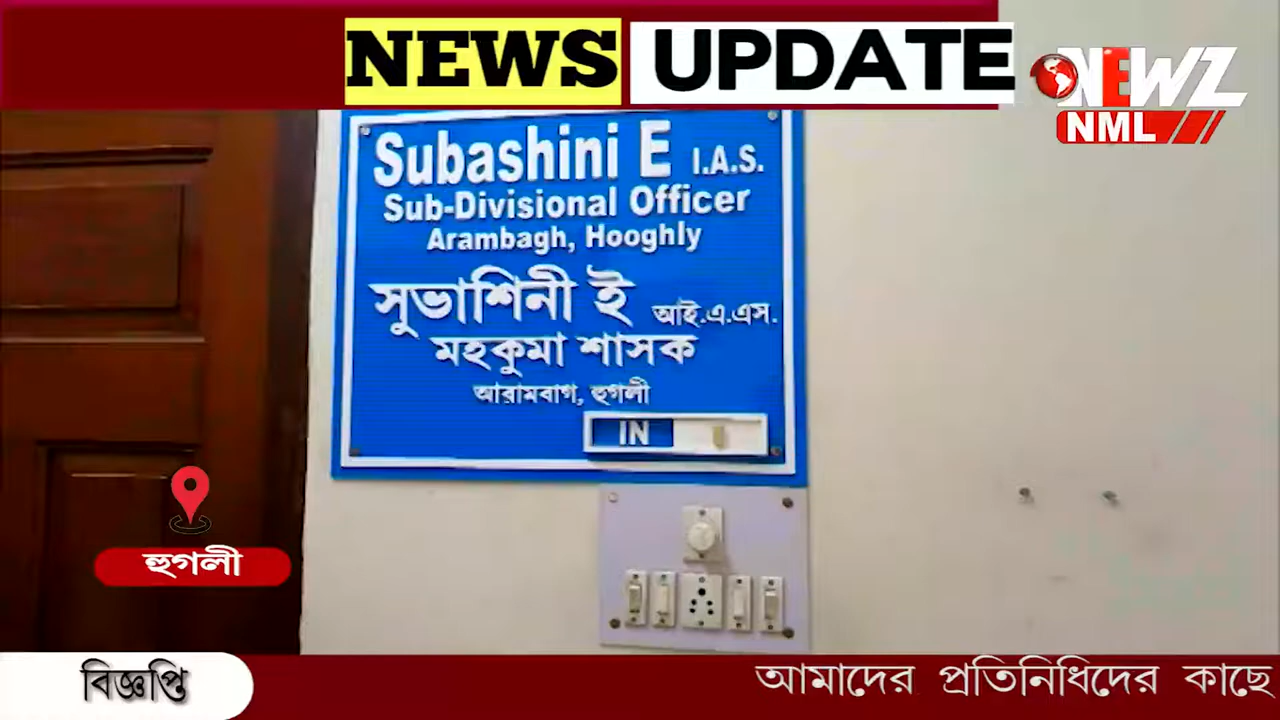 NEWS UPDATE
NEWZ
NML
Subashini E I.A.S.
Sub-Divisional Officer
Arambagh, Hooghly
সুভাশিনী ই আই.এ.এস.
মহকুমা শাসক
আরামবাগ, হুগলী
IN
হুগলী
বিজ্ঞপ্তি
আমাদের প্রতিনিধিদের কাছে